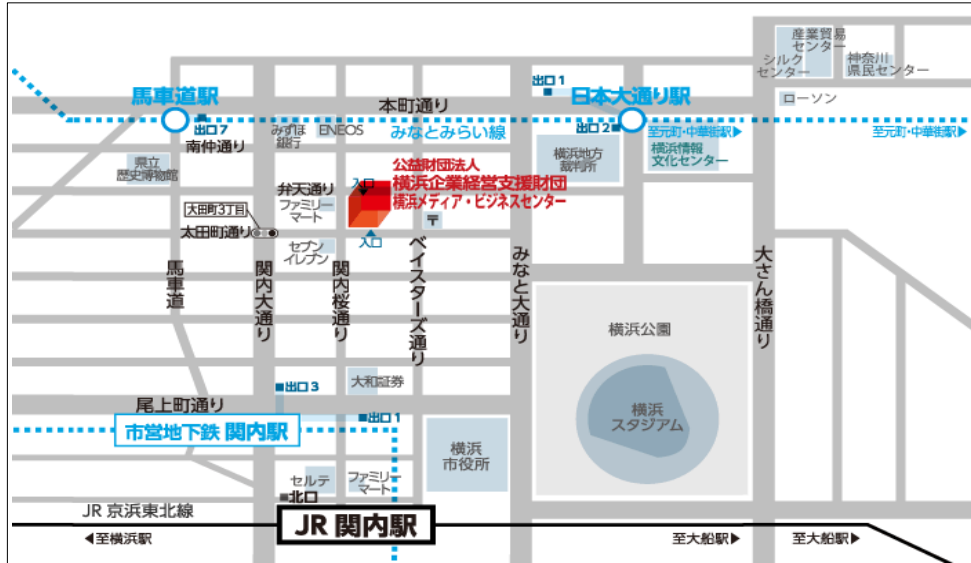 産業貿易
センター
シルク
センター
神奈川
県民センター
馬車道駅
本町通り
出口1
日本大通り駅
ローソン
出口7
みずほ
銀行
ENEOS
みなとみらい線
出口2
至元町・中華街駅▶
至元町・中華街駅▶
南仲通り
横浜地方
裁判所
横浜情報
文化センター
県立
歴史博物館
公益財団法人
横浜企業経営支援財団
横浜メディア・ビジネスセンター
入口
弁天通り
ファミリー
マート
大田町3丁目
太田町通り
〒
入口
セブン
イレブン
馬車道
関内大通り
関内桜通り
ベイスターズ通り
みなと大通り
大さん橋通り
横浜公園
横浜
スタジアム
出口3
大和証券
尾上町通り
出口1
市営地下鉄 関内駅
横浜
市役所
セルテ
ファミリー
マート
北口
JR 京浜東北線
JR 関内駅
◀至横浜駅
至大船駅▶
至大船駅▶